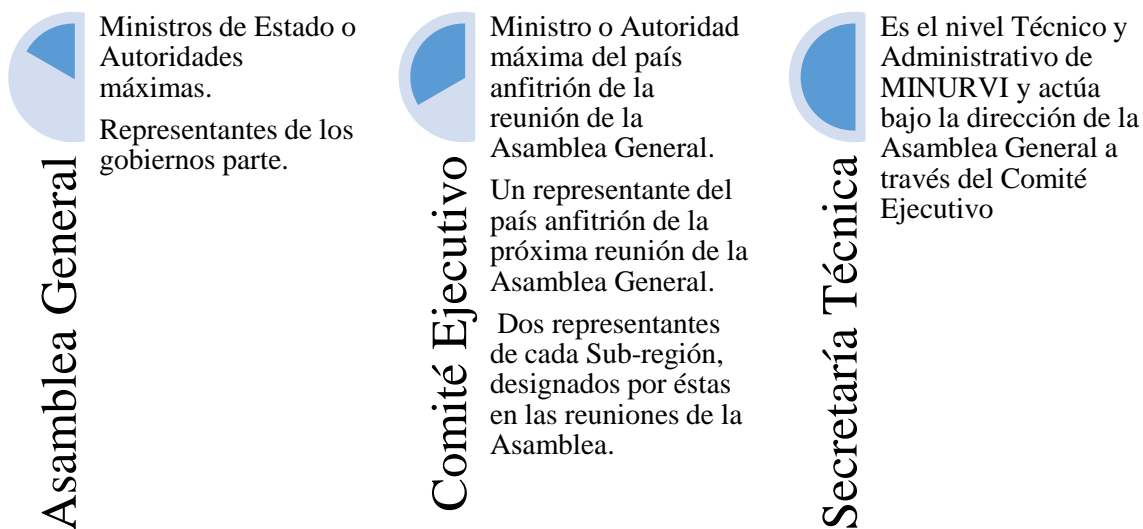 Asamblea General
Ministros de Estado o
Autoridades
máximas.
Representantes de los
gobiernos parte.
Comité Ejecutivo
Ministro o Autoridad
máxima del país
anfitrión de la
reunión de la
Asamblea General.
Un representante del
país anfitrión de la
próxima reunión de la
Asamblea General.
Dos representantes
de cada Sub-región,
designados por éstas
en las reuniones de la
Asamblea.
Secretaría Técnica
Es el nivel Técnico y
Administrativo de
MINURVI y actúa
bajo la dirección de la
Asamblea General a
través del Comité
Ejecutivo